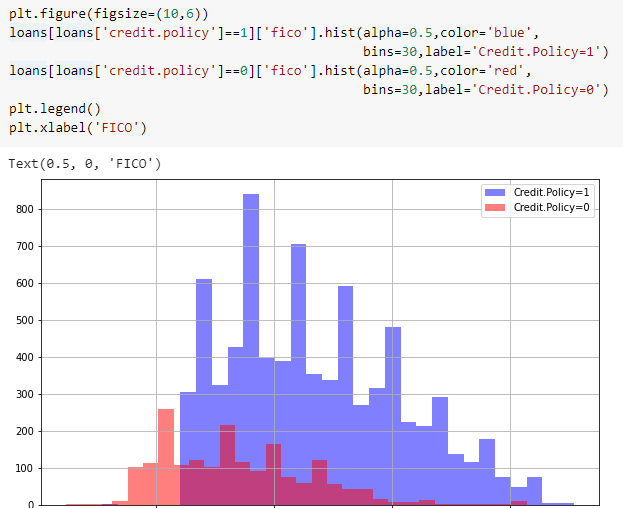 plt.figure(figsize=(10,6))
loans[loans['credit.policy']==1]['fico'].hist(alpha=0.5,color='blue',
bins=30,label='Credit.Policy=1')
loans[loans['credit.policy']==0]['fico'].hist(alpha=0.5,color='red',
bins=30,label='Credit.Policy=0')
plt.legend()
plt.xlabel('FICO')
Text(0.5, 0, 'FICO')
Credit.Policy=1
Credit.Policy=0
800
700
600
500
400
300
200
100
0